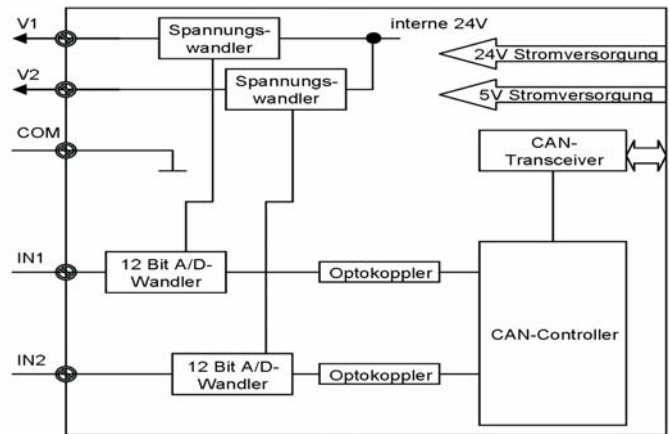 V1
Spannungs-
wandler
interne 24V
24V Stromversorgung
V2
Spannungs-
wandler
5V Stromversorgung
COM
CAN-
Transceiver
IN1
12 Bit A/D-
Wandler
Optokoppler
CAN-Controller
IN2
12 Bit A/D-
Wandler
Optokoppler